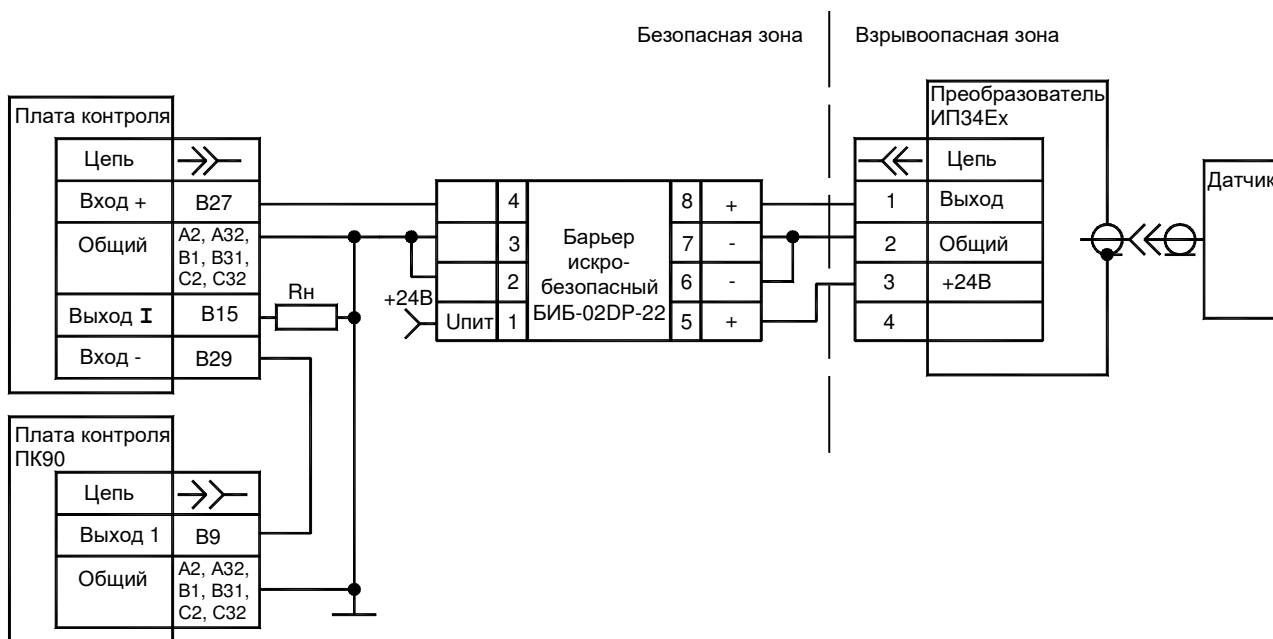 Безопасная зона
Взрывоопасная зона
Плата контроля
Цепь
Вход +
B27
Общий
A2, A32,
B1, B31,
C2, C32
Выход I
B15
Вход -
B29
Rн
+24В
4
3
2
Uпит
1
Барьер
искро-
безопасный
БИБ-02DP-22
8
+
7
-
6
-
5
+
Преобразователь
ИП34Ex
Цепь
1
Выход
2
Общий
3
+24В
4
Датчик
Плата контроля
ПК90
Цепь
Выход 1
B9
Общий
A2, A32,
B1, B31,
C2, C32